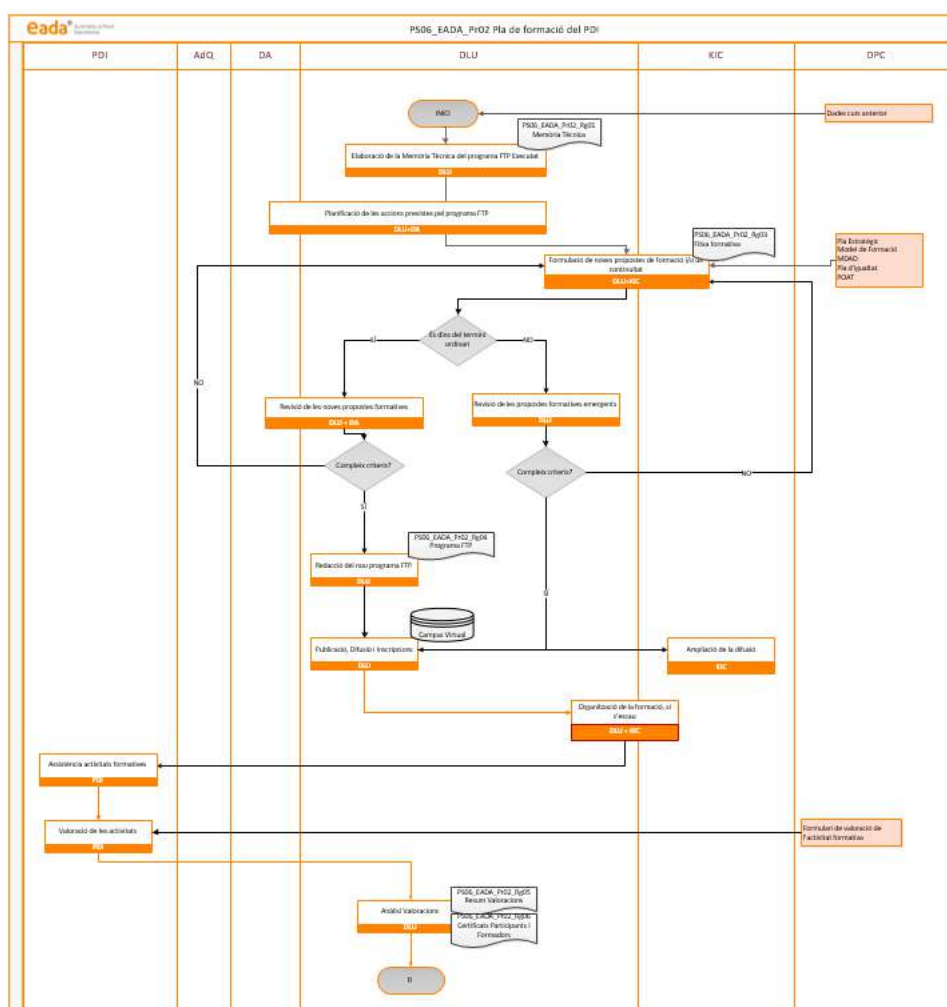 eada
PS06_EADA_Pr02 Pla de formació del PDI
PDI
AdQ
DA
DLU
KIC
DPC
INICI
Dades curs anterior
PS06_EADA_Pr02_Rg01
Memòria Tècnica
Elaboració de la Memòria Tècnica del programa FTP Executat
DLU
Planificació de les accions previstes pel programa FTP
DLU+DA
PS06_EADA_Pr02_Rg03
Fitxa formativa
Pla Estratègic
Model de Formació
MDAD
Pla d'igualtat
POAT
Formulació de noves propostes de formació i/o de
continuïtat
DLU+KIC
És dins del termini
ordinari
SÍ
NO
NO
Revisió de les noves propostes formatives
DLU + DA
Revisió de les propostes formatives emergents
DLU
Compleix criteris?
Compleix criteris?
NO
SÍ
PS06_EADA_Pr02_Rg04
Programa FTP
Redacció del nou programa FTP
DLU
SÍ
Campus Virtual
Publicació, Difusió i Inscripcions
DLU
Ampliació de la difusió
KIC
Organització de la formació, si
s'escau
DLU + KIC
Assistència activitats formatives
PDI
Valoració de les activitats
PDI
Formulari de valoració de
l'activitat formativa
PS06_EADA_Pr02_Rg05
Resum Valoracions
Anàlisi Valoracions
DLU
PS06_EADA_Pr02_Rg06
Certificats Participants i
Formadors
FI